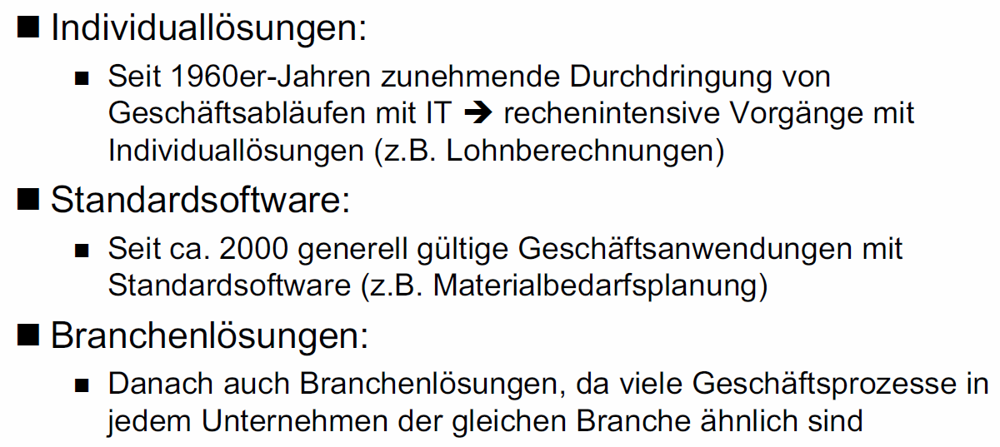 ■ Individuallösungen:
■ Seit 1960er-Jahren zunehmende Durchdringung von
Geschäftsabläufen mit IT ➔ rechenintensive Vorgänge mit
Individuallösungen (z.B. Lohnberechnungen)
■ Standardsoftware:
■ Seit ca. 2000 generell gültige Geschäftsanwendungen mit
Standardsoftware (z.B. Materialbedarfsplanung)
■ Branchenlösungen:
■ Danach auch Branchenlösungen, da viele Geschäftsprozesse in
jedem Unternehmen der gleichen Branche ähnlich sind